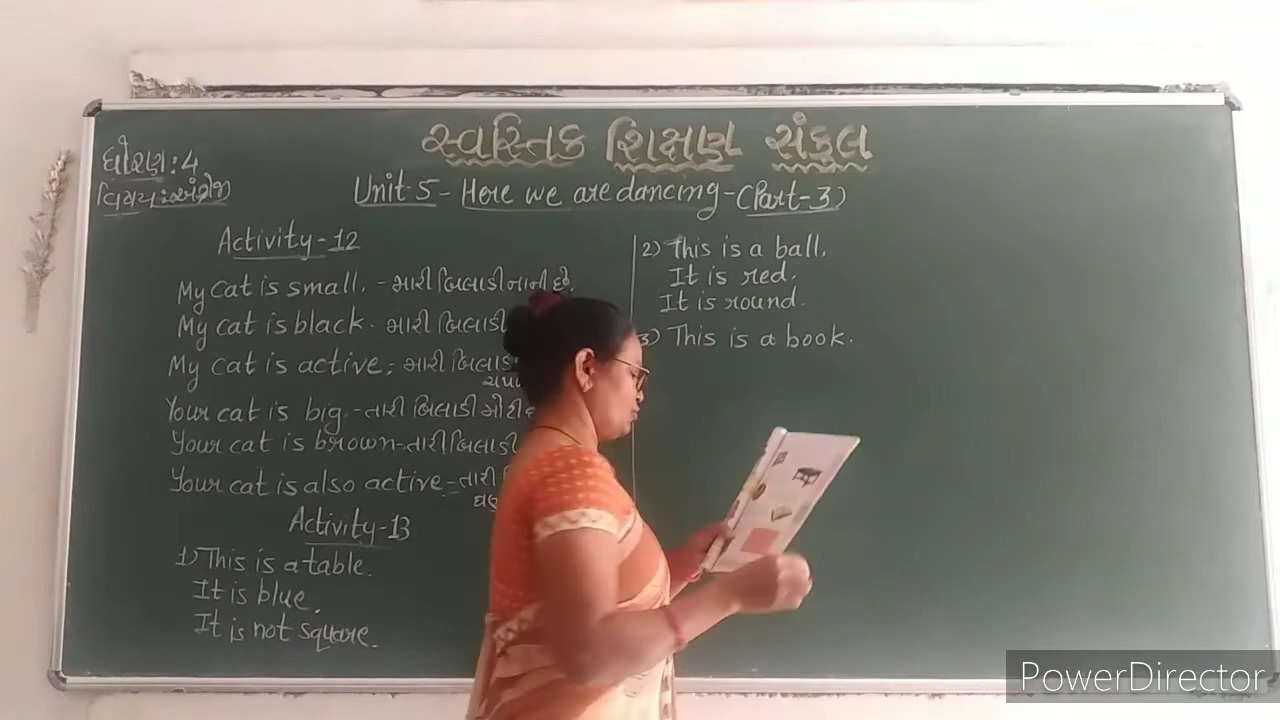 સ્વસ્તિક શિક્ષણ સંકુલ
ધોરણ : 4
વિષય : અંગ્રેજી
Unit-5 - Here we are dancing - (Part-3)
Activity-12
My cat is small. - મારી બિલાડી નાની છે.
My cat is black - મારી બિલાડી
My cat is active, - મારી બિલાડી
Your cat is big - તારી બિલાડી મોટી
Your cat is brown - તારી બિલાડી
Your cat is also active - તારી
Activity-13
1) This is a table.
It is blue.
It is not square.
2) This is a ball.
It is red.
It is round.
3) This is a book.
PowerDirector